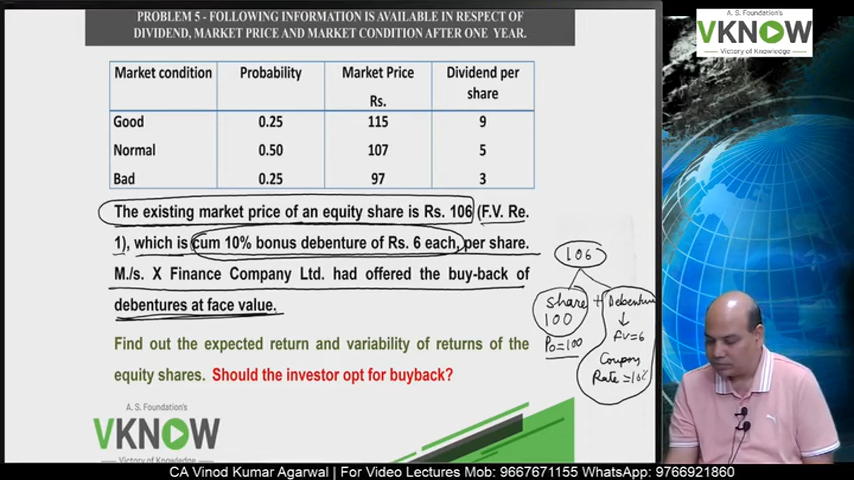 PROBLEM 5 - FOLLOWING INFORMATION IS AVAILABLE IN RESPECT OF
DIVIDEND, MARKET PRICE AND MARKET CONDITION AFTER ONE YEAR.
A. S. Foundation's
VKNOW
Victory of Knowledge
Market condition Probability Market Price Rs. Dividend per share
Good 0.25 115 9
Normal 0.50 107 5
Bad 0.25 97 3
The existing market price of an equity share is Rs. 106 (F.V. Re.
1), which is cum 10% bonus debenture of Rs. 6 each, per share.
M./s. X Finance Company Ltd. had offered the buy-back of
debentures at face value.
106
Share + Debenture
100
P0=100
FV=6
Coupon
Rate=10%
Find out the expected return and variability of returns of the
equity shares. Should the investor opt for buyback?
A. S. Foundation's
VKNOW
Victory of Knowledge
CA Vinod Kumar Agarwal | For Video Lectures Mob: 9667671155 WhatsApp: 9766921860